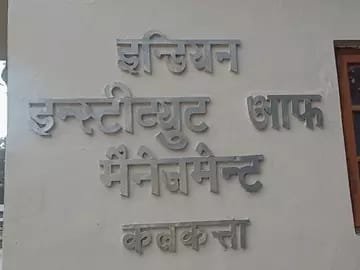 इन्डियन
इन्स्टीट्युट आफ
मैनेजमेन्ट
कलकत्ता